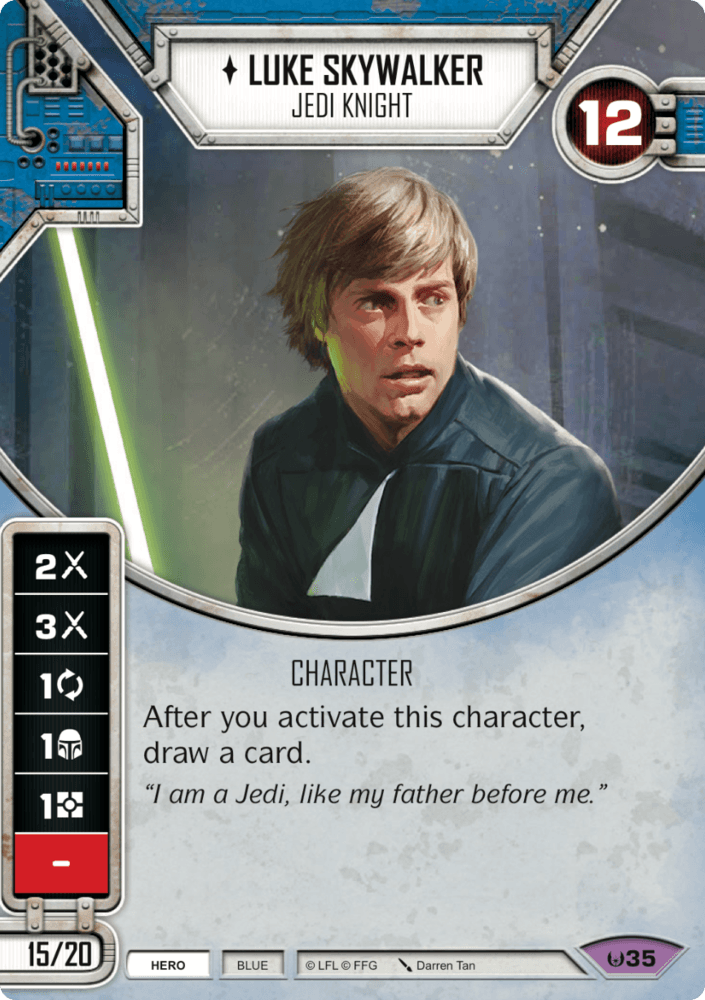 LUKE SKYWALKER
JEDI KNIGHT
12
2
3
1
1
1
-
CHARACTER
After you activate this character,
draw a card.
“I am a Jedi, like my father before me.”
15/20
HERO
BLUE
© LFL © FFG
Darren Tan
35